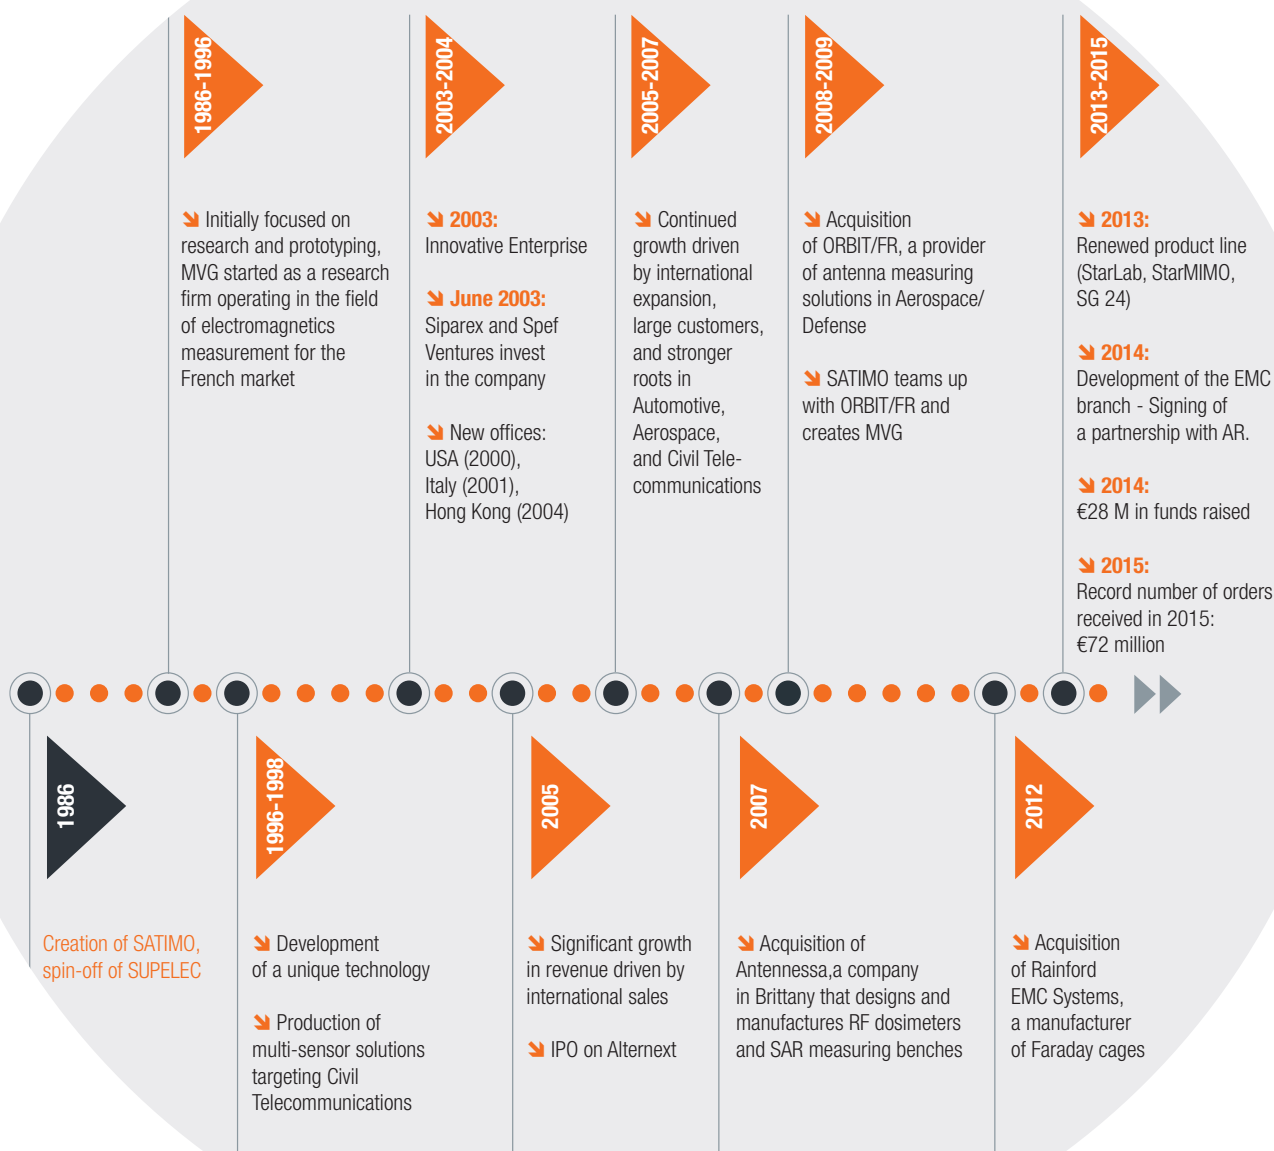 1986-1996
Initially focused on
research and prototyping,
MVG started as a research
firm operating in the field
of electromagnetics
measurement for the
French market
2003-2004
2003:
Innovative Enterprise
June 2003:
Siparex and Spef
Ventures invest
in the company
New offices:
USA (2000),
Italy (2001),
Hong Kong (2004)
2005-2007
Continued
growth driven
by international
expansion,
large customers,
and stronger
roots in
Automotive,
Aerospace,
and Civil Tele-
communications
2008-2009
Acquisition
of ORBIT/FR, a provider
of antenna measuring
solutions in Aerospace/
Defense
SATIMO teams up
with ORBIT/FR and
creates MVG
2013-2015
2013:
Renewed product line
(StarLab, StarMIMO,
SG 24)
2014:
Development of the EMC
branch - Signing of
a partnership with AR.
2014:
€28 M in funds raised
2015:
Record number of orders
received in 2015:
€72 million
1986
Creation of SATIMO,
spin-off of SUPELEC
1996-1998
Development
of a unique technology
Production of
multi-sensor solutions
targeting Civil
Telecommunications
2005
Significant growth
in revenue driven by
international sales
IPO on Alternext
2007
Acquisition of
Antennessa,a company
in Brittany that designs and
manufactures RF dosimeters
and SAR measuring benches
2012
Acquisition
of Rainford
EMC Systems,
a manufacturer
of Faraday cages